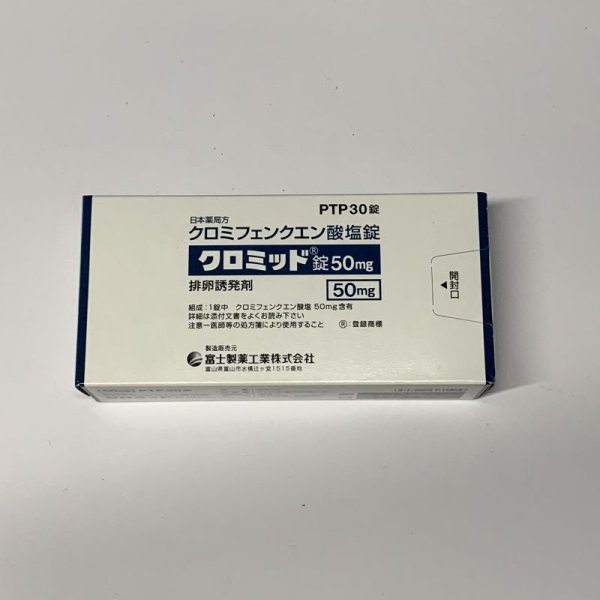 PTP30錠
日本薬局方
クロミフェンクエン酸塩錠
クロミッド®錠50mg
排卵誘発剤
50mg
組成:1錠中 クロミフェンクエン酸塩 50mg含有
詳細は添付文書をよくお読み下さい
注意-医師等の処方箋により使用すること
®:登録商標
製造販売元
富士製薬工業株式会社
富山県富山市水橋辻ヶ堂1515番地
開封口